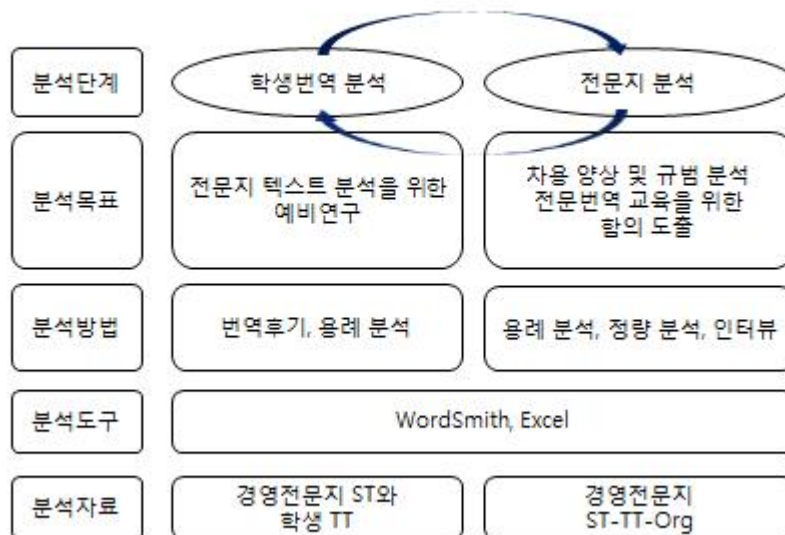 분석단계
학생번역 분석
전문지 분석
분석목표
전문지 텍스트 분석을 위한
예비연구
차용 양상 및 규범 분석
전문번역 교육을 위한
함의 도출
분석방법
번역후기, 용례 분석
용례 분석, 정량 분석, 인터뷰
분석도구
WordSmith, Excel
분석자료
경영전문지 ST와
학생 TT
경영전문지
ST-TT-Org